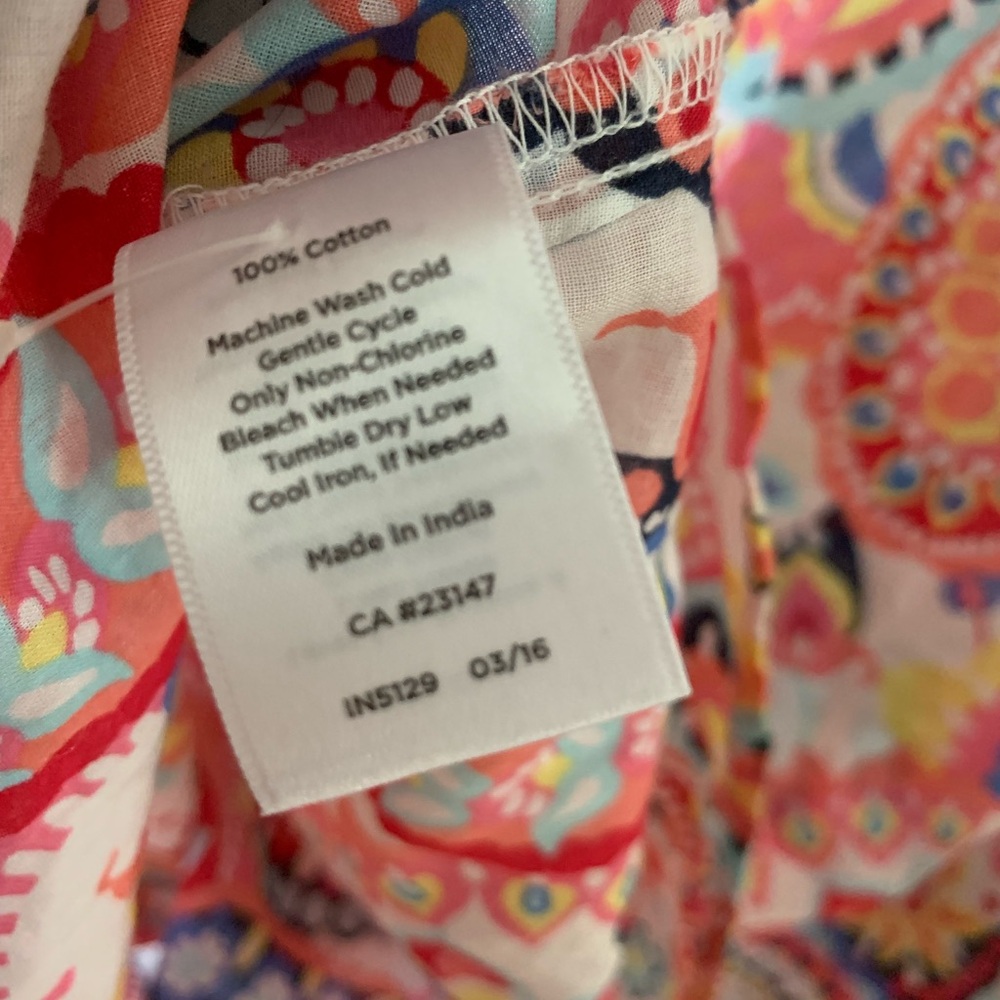 100% Cotton
Machine Wash Cold
Gentle Cycle
Only Non-Chlorine
Bleach When Needed
Tumble Dry Low
Cool Iron, If Needed
Made In India
CA #23147
IN5129 03/16